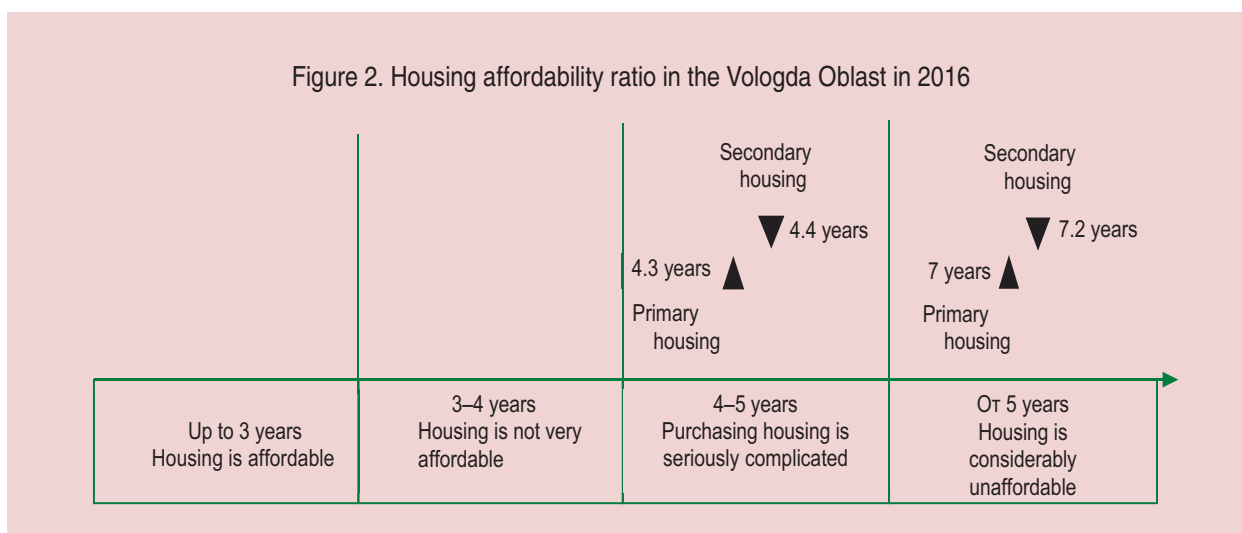 Figure 2. Housing affordability ratio in the Vologda Oblast in 2016
Secondary
housing
4.4 years
4.3 years
Primary
housing
Secondary
housing
7.2 years
7 years
Primary
housing
Up to 3 years
Housing is affordable
3–4 years
Housing is not very
affordable
4–5 years
Purchasing housing is
seriously complicated
От 5 years
Housing is
considerably
unaffordable